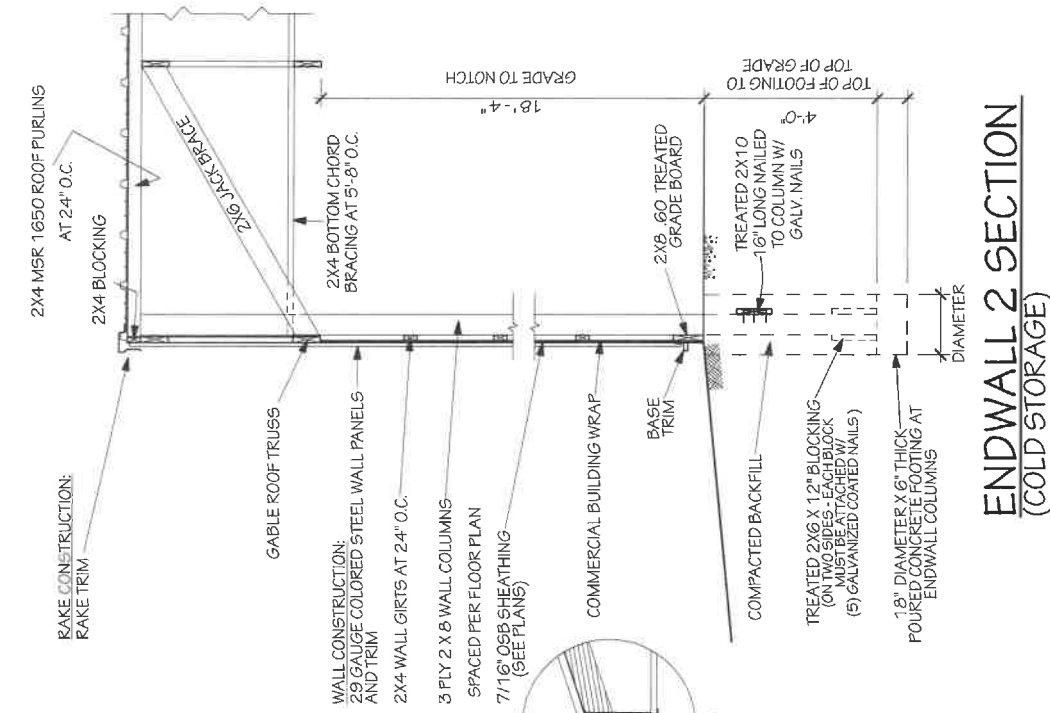 2X4 MSR 1650 ROOF PURLINS
AT 24" O.C.
2X4 BLOCKING
RAKE CONSTRUCTION:
RAKE TRIM
2X6 JACK BRACE
GABLE ROOF TRUSS
2X4 BOTTOM CHORD
BRACING AT 5'-8" O.C.
WALL CONSTRUCTION:
29 GAUGE COLORED STEEL WALL PANELS
AND TRIM
2X4 WALL GIRTS AT 24" O.C.
3 PLY 2 X 8 WALL COLUMNS
SPACED PER FLOOR PLAN
7/16" OSB SHEATHING
(SEE PLANS)
COMMERCIAL BUILDING WRAP
18'-4"
GRADE TO NOTCH
2X8 .60 TREATED
GRADE BOARD
BASE
TRIM
TREATED 2X10
16" LONG NAILED
TO COLUMN W/
GALV. NAILS
4'-0"
TOP OF FOOTING TO
TOP OF GRADE
COMPACTED BACKFILL
TREATED 2X6 X 12" BLOCKING
(ON TWO SIDES - EACH BLOCK
MUST BE ATTACHED W/
(5) GALVANIZED COATED NAILS)
18" DIAMETER X 6" THICK
POURED CONCRETE FOOTING AT
ENDWALL COLUMNS
DIAMETER
ENDWALL 2 SECTION
(COLD STORAGE)